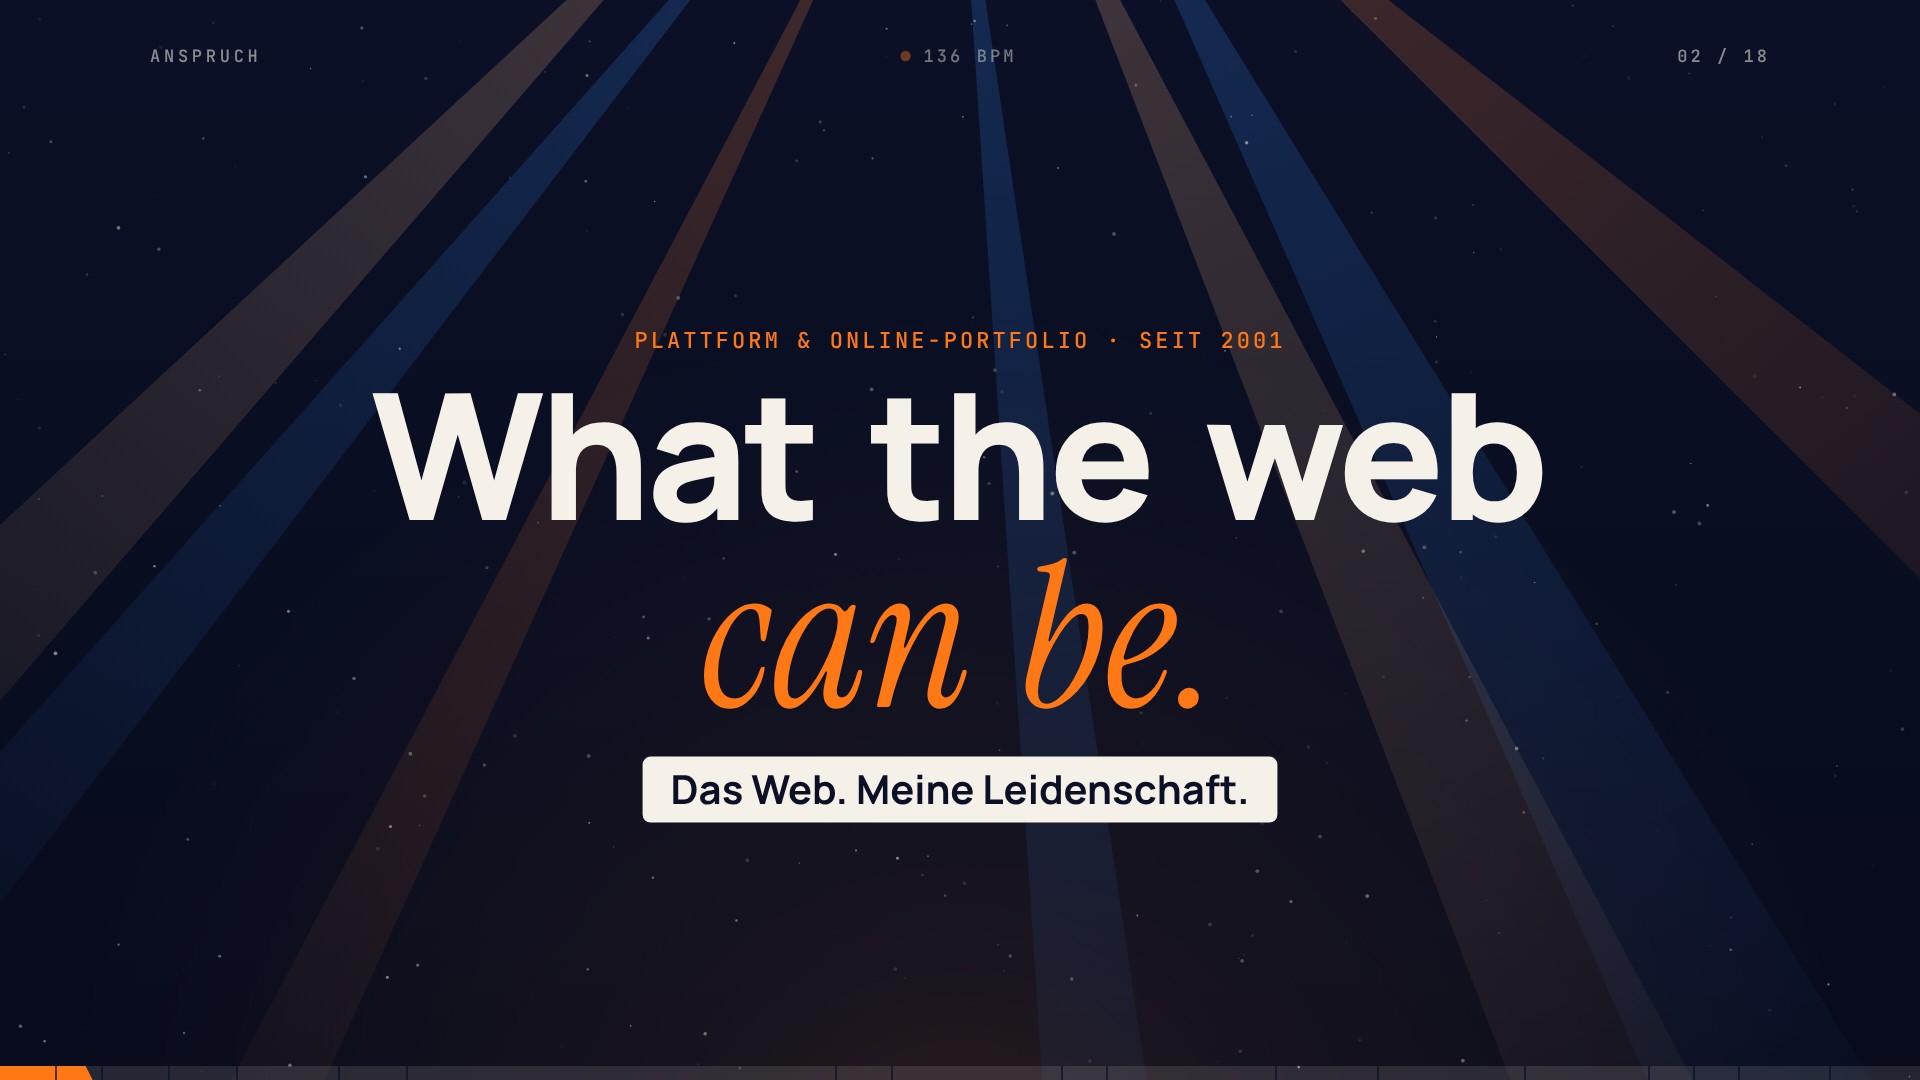 ANSPRUCH
136 BPM
02 / 18
PLATTFORM & ONLINE-PORTFOLIO · SEIT 2001
What the web
can be.
Das Web. Meine Leidenschaft.